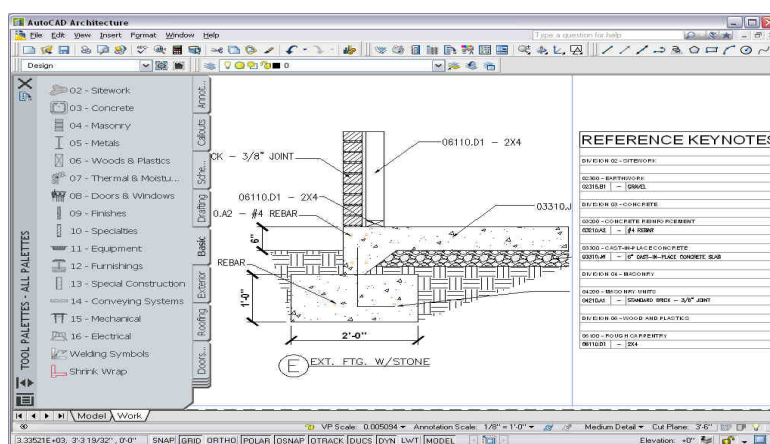 AutoCAD Architecture
File Edit View Insert Format Window Help
Type a question for help
Design
0
02 - Sitework
03 - Concrete
04 - Masonry
05 - Metals
06 - Woods & Plastics
07 - Thermal & Moistu...
08 - Doors & Windows
09 - Finishes
10 - Specialties
11 - Equipment
12 - Furnishings
13 - Special Construction
14 - Conveying Systems
15 - Mechanical
16 - Electrical
Welding Symbols
Shrink Wrap
TOOL PALETTES - ALL PALETTES
Annot...
Callouts
Sche...
Drafting
Basic
Exterior
Roofing
Doors...
CK - 3/8" JOINT
06110.D1 - 2X4
06110.D1 - 2X4
0.A2 - #4 REBAR
03310.
6"
REBAR
1'-0"
2'-0"
E
EXT. FTG. W/STONE
REFERENCE KEYNOTES
DIVISION 02 - SITEWORK
02300 - EARTHWORK
02315.B1 - GRAVEL
DIVISION 03 - CONCRETE
03200 - CONCRETE REINFORCEMENT
03210.A2 - #4 REBAR
03300 - CAST-IN-PLACE CONCRETE
- 6" CAST-IN-PLACE CONCRETE SLAB
DIVISION 04 - MASONRY
04200 - MASONRY UNITS
04210.A1 - STANDARD BRICK - 3/8" JOINT
DIVISION 06 - WOOD AND PLASTICS
06100 - ROUGH CARPENTRY
06110.D1 - 2X4
Model Work
VP Scale: 0.005094 Annotation Scale: 1/8" = 1'-0" Medium Detail Cut Plane: 3'6"
3.33521E+03, 3'-3 19/32", 0'-0" SNAP GRID ORTHO POLAR OSNAP OTRACK DUCS DYN LWT MODEL Elevation: +0"